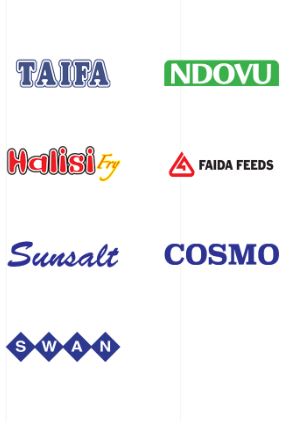 TAIFA
NDOVU
Halisi Fry
FAIDA FEEDS
Sunsalt
COSMO
SWAN